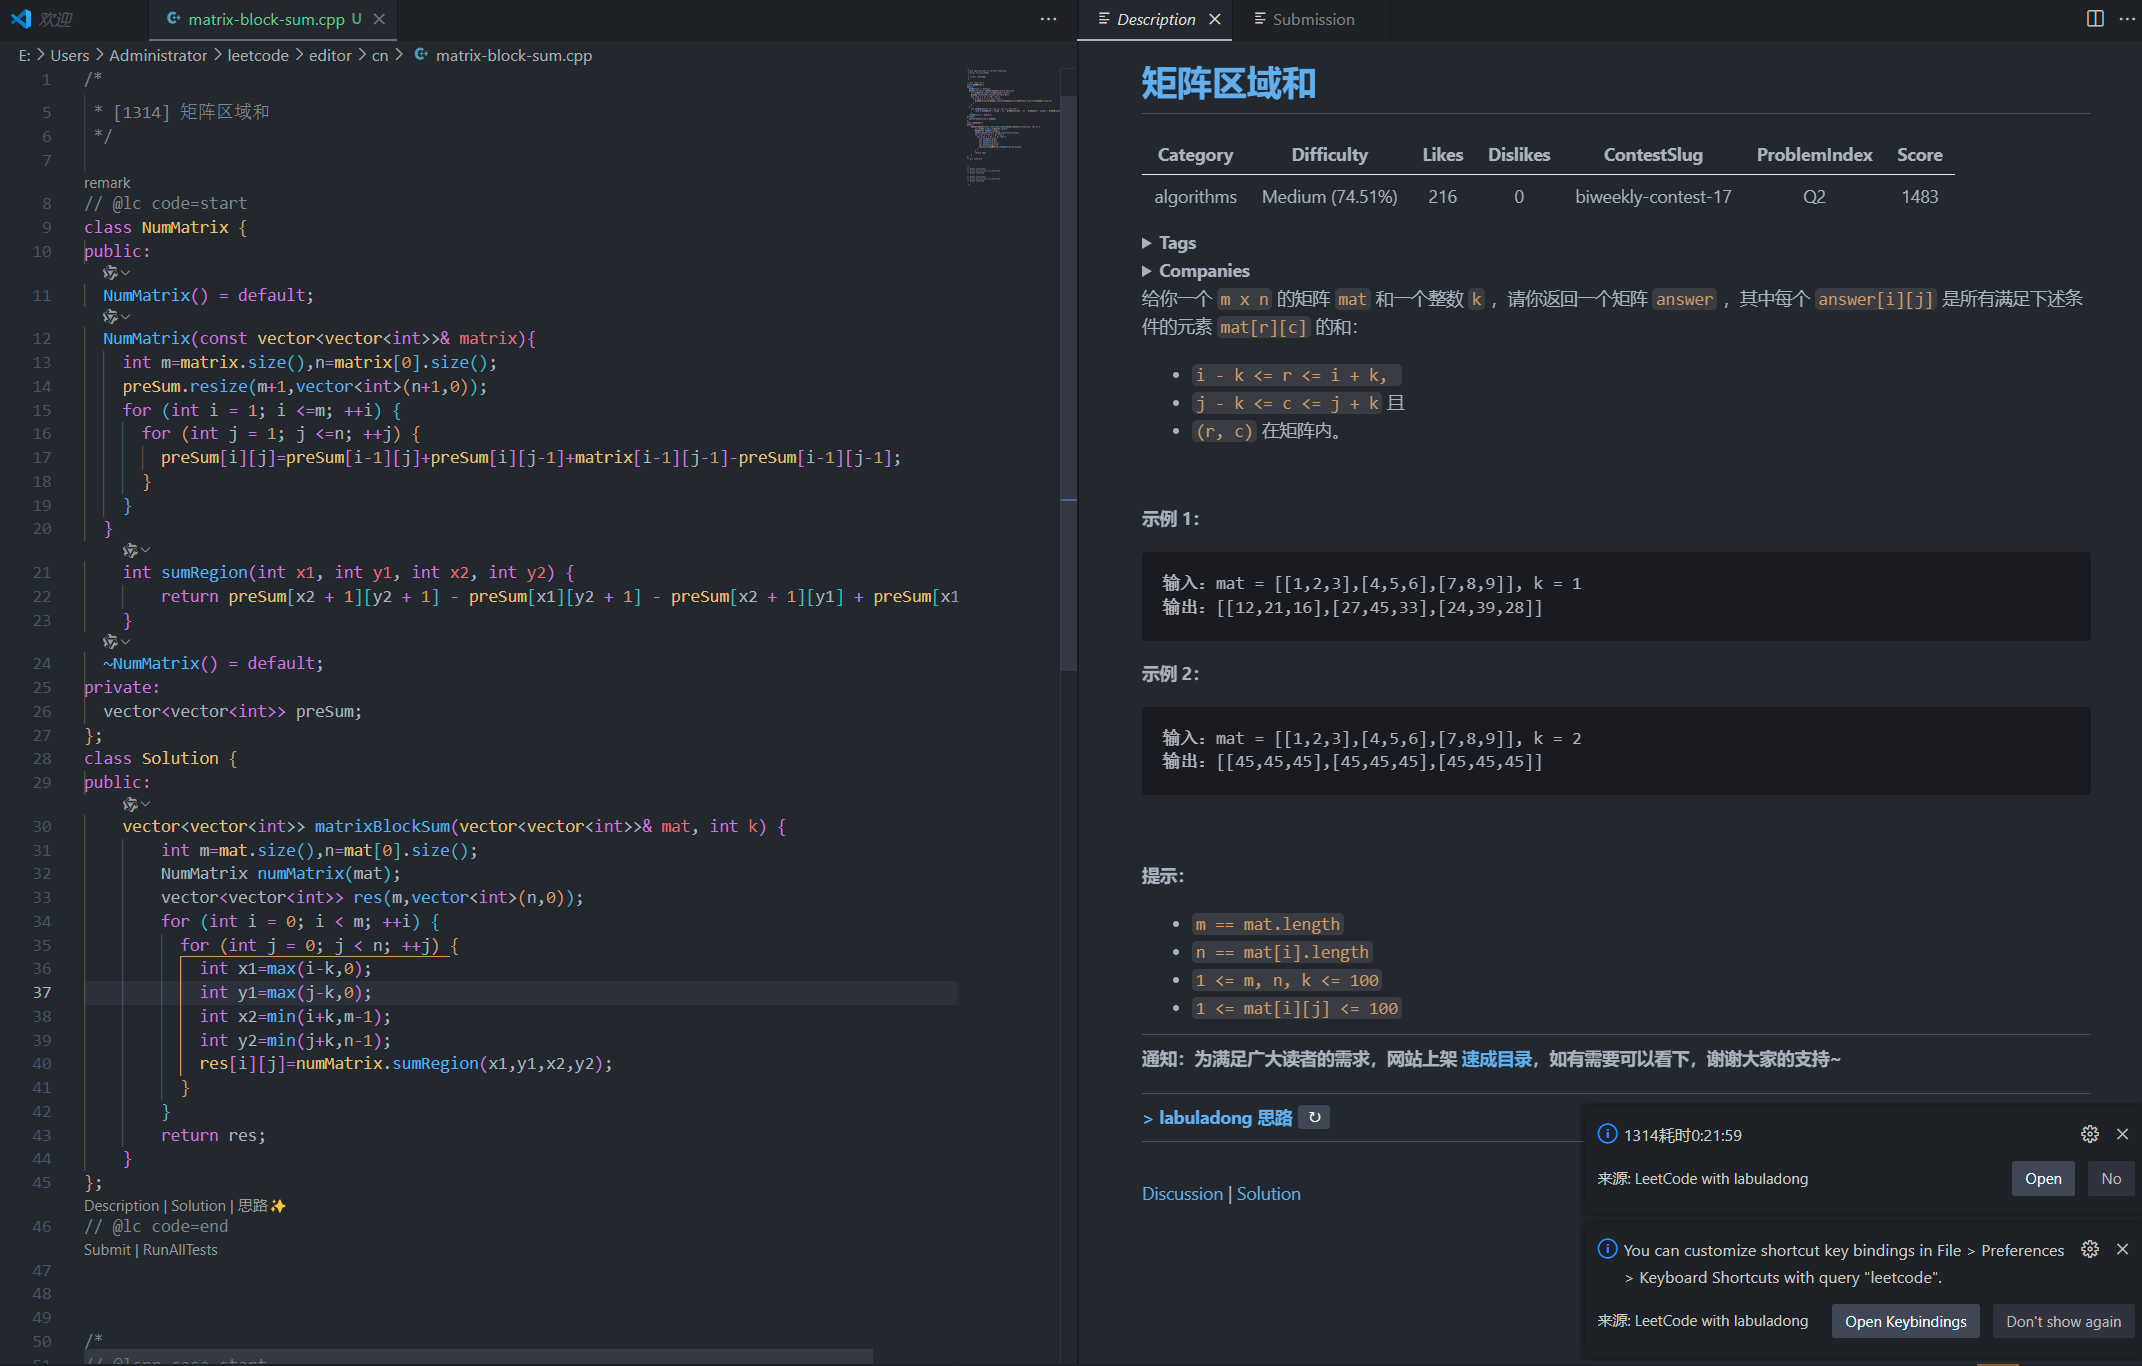 欢迎
matrix-block-sum.cpp U
Description
Submission
E: > Users > Administrator > leetcode > editor > cn > matrix-block-sum.cpp
1 /*
5  * [1314] 矩阵区域和
6  */
7
remark
8 // @lc code=start
9 class NumMatrix {
10 public:
11   NumMatrix() = default;
12   NumMatrix(const vector<vector<int>>& matrix){
13     int m=matrix.size(),n=matrix[0].size();
14     preSum.resize(m+1,vector<int>(n+1,0));
15     for (int i = 1; i <=m; ++i) {
16       for (int j = 1; j <=n; ++j) {
17         preSum[i][j]=preSum[i-1][j]+preSum[i][j-1]+matrix[i-1][j-1]-preSum[i-1][j-1];
18       }
19     }
20   }
21     int sumRegion(int x1, int y1, int x2, int y2) {
22         return preSum[x2 + 1][y2 + 1] - preSum[x1][y2 + 1] - preSum[x2 + 1][y1] + preSum[x1
23     }
24   ~NumMatrix() = default;
25 private:
26   vector<vector<int>> preSum;
27 };
28 class Solution {
29 public:
30     vector<vector<int>> matrixBlockSum(vector<vector<int>>& mat, int k) {
31         int m=mat.size(),n=mat[0].size();
32         NumMatrix numMatrix(mat);
33         vector<vector<int>> res(m,vector<int>(n,0));
34         for (int i = 0; i < m; ++i) {
35           for (int j = 0; j < n; ++j) {
36             int x1=max(i-k,0);
37             int y1=max(j-k,0);
38             int x2=min(i+k,m-1);
39             int y2=min(j+k,n-1);
40             res[i][j]=numMatrix.sumRegion(x1,y1,x2,y2);
41           }
42         }
43         return res;
44     }
45 };
Description | Solution | 思路✨
46 // @lc code=end
Submit | RunAllTests
47
48
49
50 /*
矩阵区域和
Category Difficulty Likes Dislikes ContestSlug ProblemIndex Score
algorithms Medium (74.51%) 216 0 biweekly-contest-17 Q2 1483
▶ Tags
▶ Companies
给你一个 m x n 的矩阵 mat 和一个整数 k ，请你返回一个矩阵 answer ，其中每个 answer[i][j] 是所有满足下述条
件的元素 mat[r][c] 的和：
• i - k <= r <= i + k,
• j - k <= c <= j + k 且
• (r, c) 在矩阵内。
示例 1：
输入：mat = [[1,2,3],[4,5,6],[7,8,9]], k = 1
输出：[[12,21,16],[27,45,33],[24,39,28]]
示例 2：
输入：mat = [[1,2,3],[4,5,6],[7,8,9]], k = 2
输出：[[45,45,45],[45,45,45],[45,45,45]]
提示：
• m == mat.length
• n == mat[i].length
• 1 <= m, n, k <= 100
• 1 <= mat[i][j] <= 100
通知：为满足广大读者的需求，网站上架 速成目录，如有需要可以看下，谢谢大家的支持~
> labuladong 思路 ↻
Discussion | Solution
1314耗时0:21:59
来源: LeetCode with labuladong
Open
No
You can customize shortcut key bindings in File > Preferences
> Keyboard Shortcuts with query "leetcode".
来源: LeetCode with labuladong
Open Keybindings
Don't show again